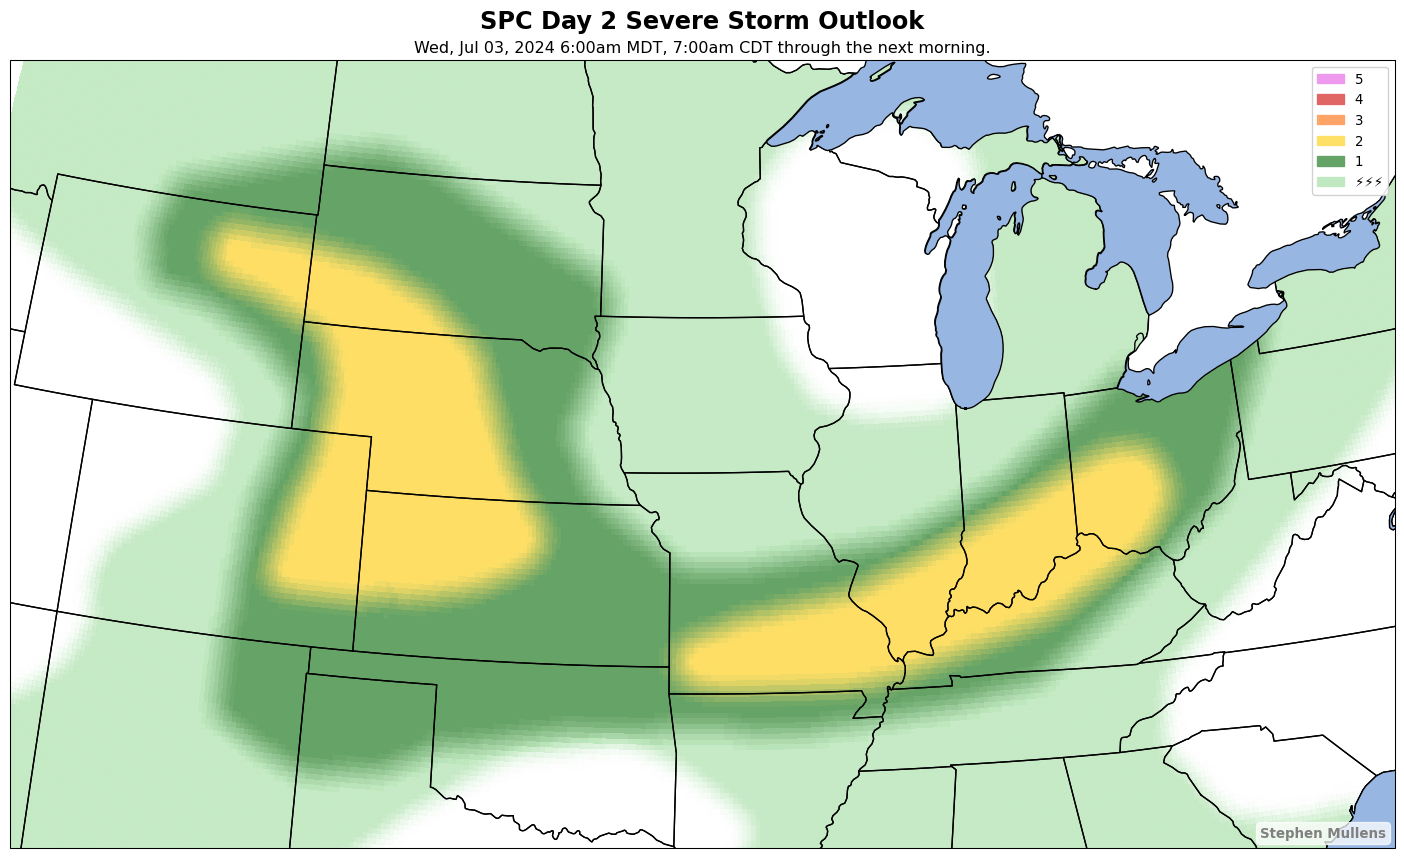 SPC Day 2 Severe Storm Outlook
Wed, Jul 03, 2024 6:00am MDT, 7:00am CDT through the next morning.
5
4
3
2
1
⚡⚡⚡
Stephen Mullens